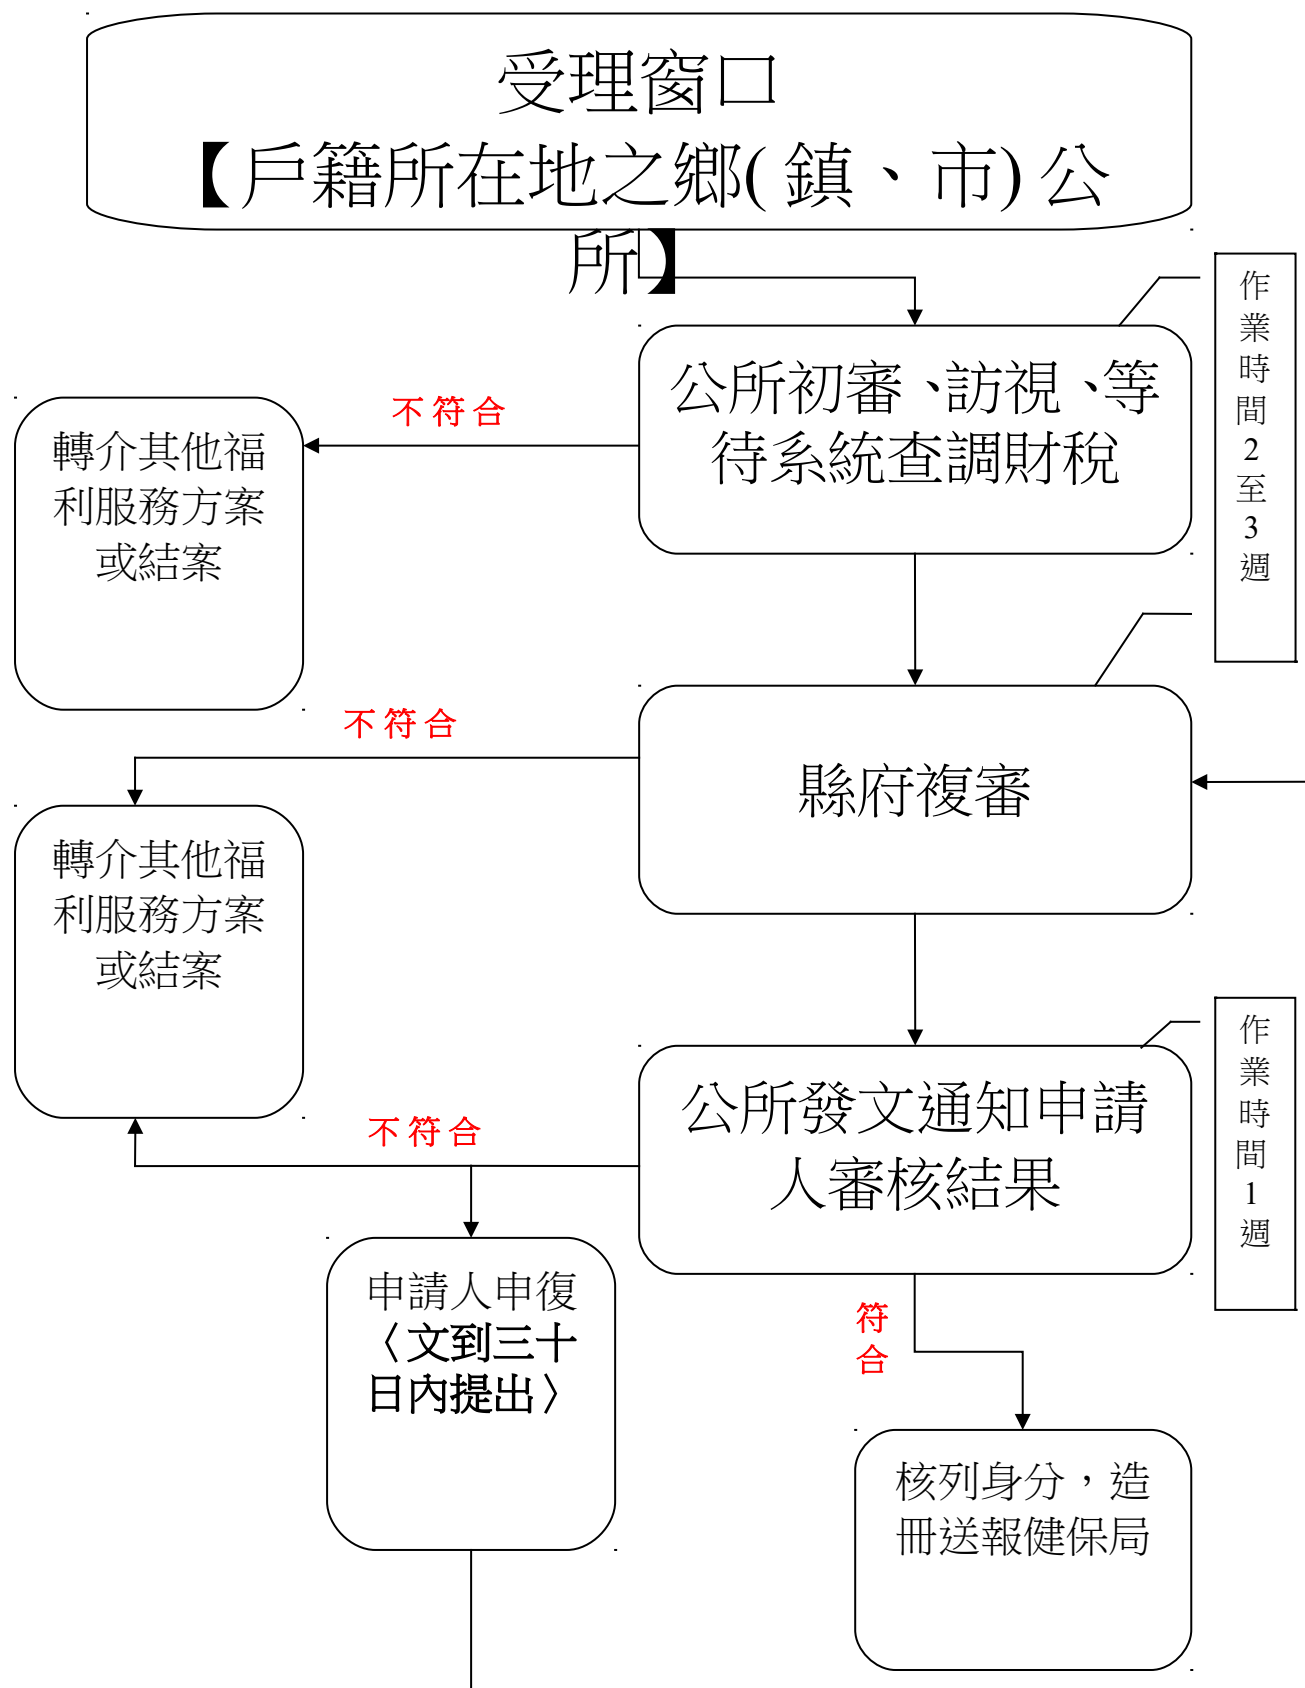 受理窗口
【戶籍所在地之鄉(鎮、市)公
所】
作業時間2至3週
公所初審、訪視、等
待系統查調財稅
不符合
轉介其他福
利服務方案
或結案
不符合
縣府複審
轉介其他福
利服務方案
或結案
作業時間1週
公所發文通知申請
人審核結果
不符合
申請人申復
〈文到三十
日內提出〉
符
合
核列身分，造
冊送報健保局